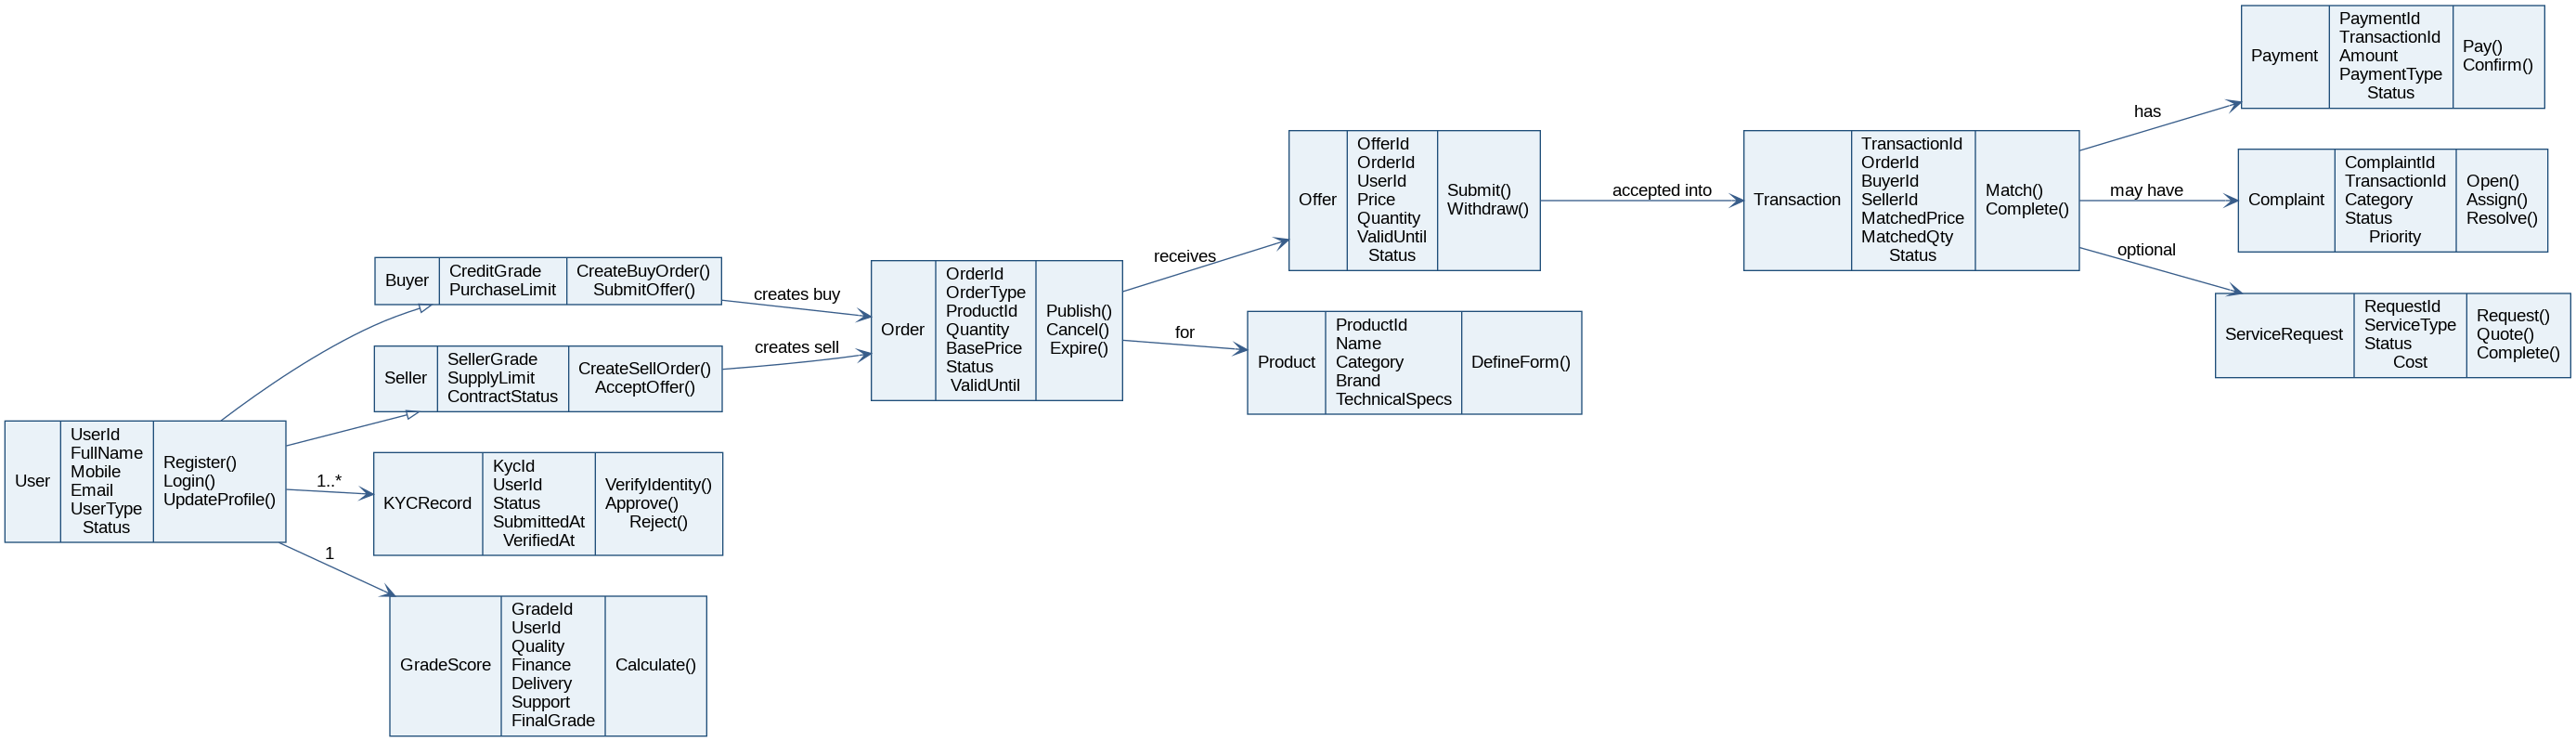 User
UserId
FullName
Mobile
Email
UserType
Status
Register()
Login()
UpdateProfile()
Buyer
CreditGrade
PurchaseLimit
CreateBuyOrder()
SubmitOffer()
Seller
SellerGrade
SupplyLimit
ContractStatus
CreateSellOrder()
AcceptOffer()
1..*
KYCRecord
KycId
UserId
Status
SubmittedAt
VerifiedAt
VerifyIdentity()
Approve()
Reject()
1
GradeScore
GradeId
UserId
Quality
Finance
Delivery
Support
FinalGrade
Calculate()
creates buy
creates sell
Order
OrderId
OrderType
ProductId
Quantity
BasePrice
Status
ValidUntil
Publish()
Cancel()
Expire()
receives
for
Offer
OfferId
OrderId
UserId
Price
Quantity
ValidUntil
Status
Submit()
Withdraw()
Product
ProductId
Name
Category
Brand
TechnicalSpecs
DefineForm()
accepted into
Transaction
TransactionId
OrderId
BuyerId
SellerId
MatchedPrice
MatchedQty
Status
Match()
Complete()
has
may have
optional
Payment
PaymentId
TransactionId
Amount
PaymentType
Status
Pay()
Confirm()
Complaint
ComplaintId
TransactionId
Category
Status
Priority
Open()
Assign()
Resolve()
ServiceRequest
RequestId
ServiceType
Status
Cost
Request()
Quote()
Complete()